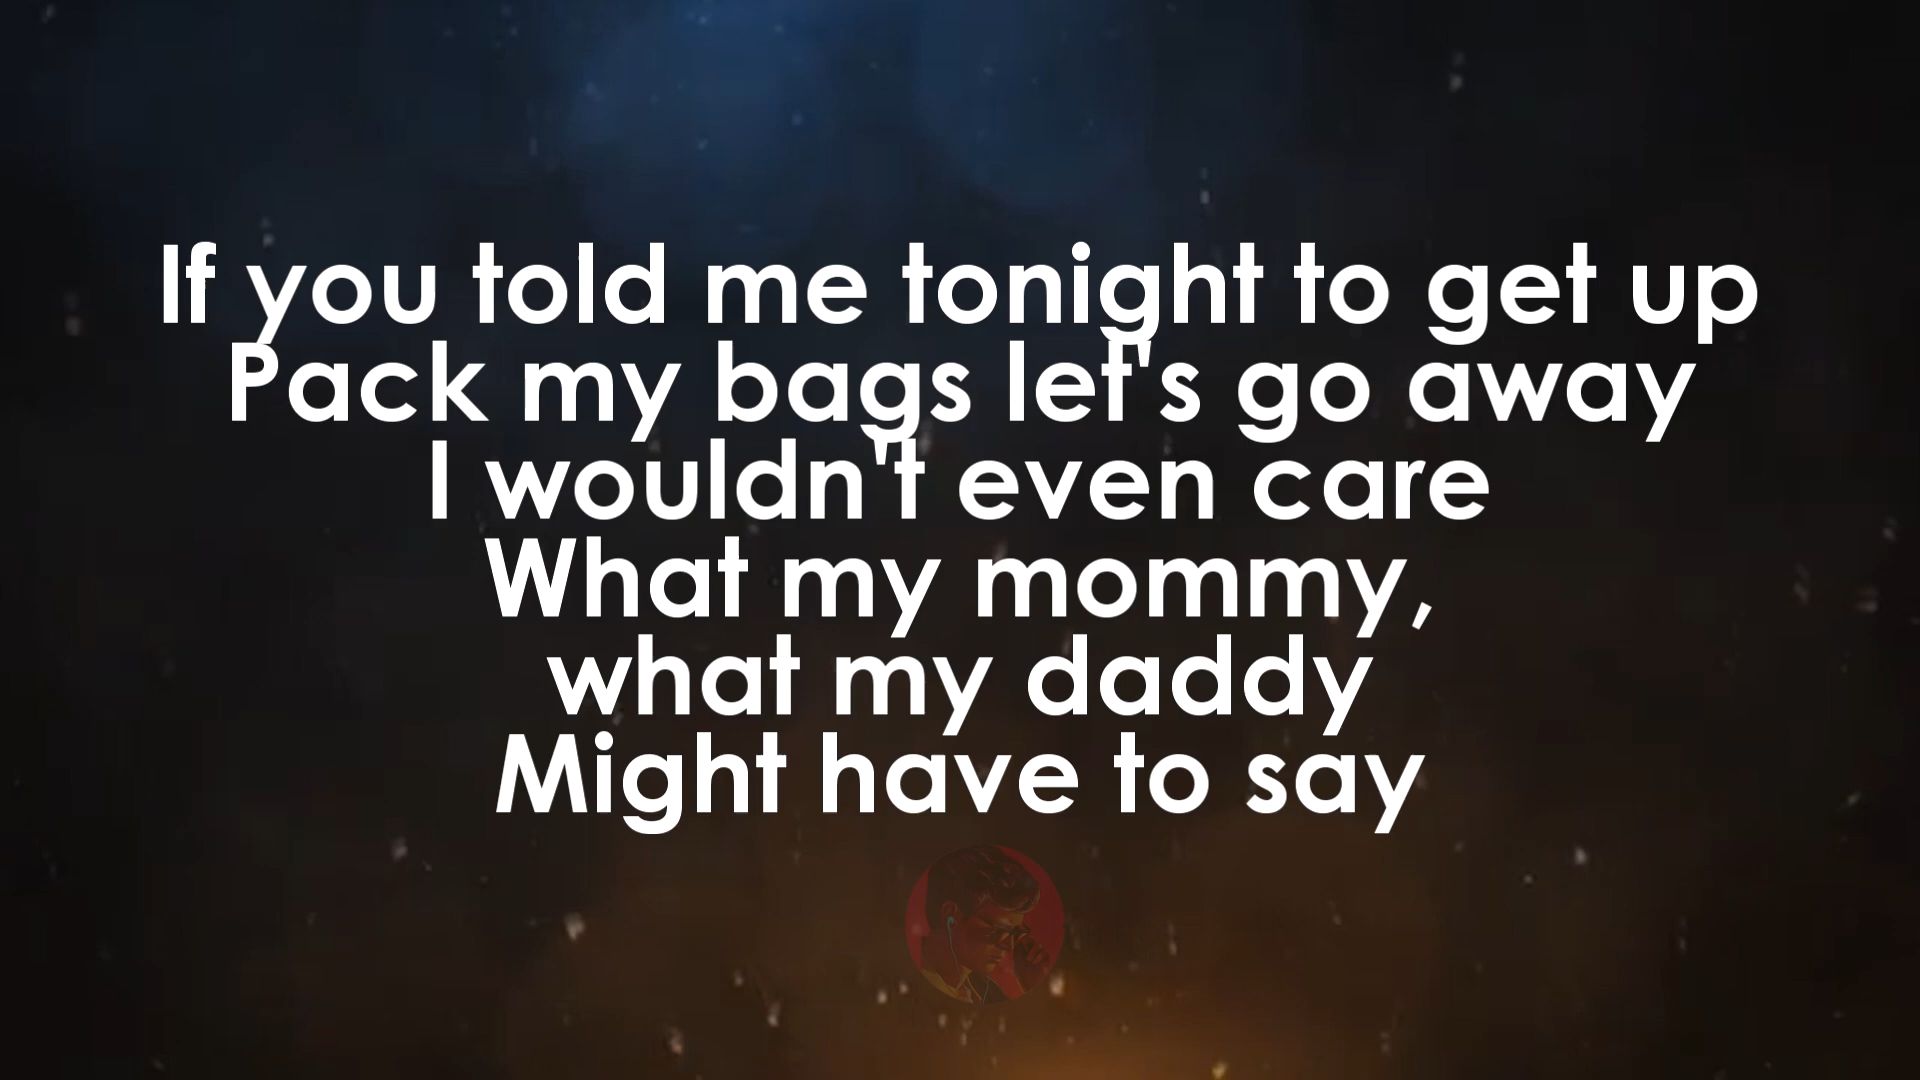 If you told me tonight to get up
Pack my bags let's go away
I wouldn't even care
What my mommy,
what my daddy
Might have to say